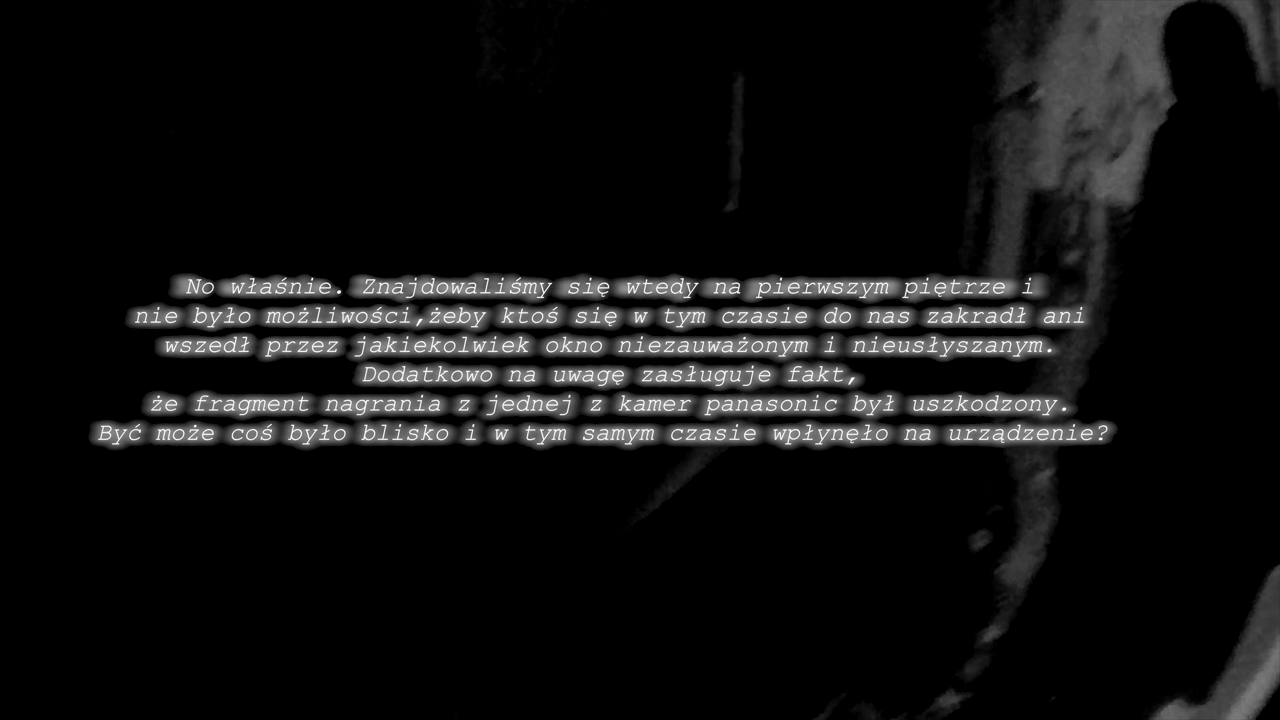 No właśnie. Znajdowaliśmy się wtedy na pierwszym piętrze i
nie było możliwości,żeby ktoś się w tym czasie do nas zakradł ani
wszedł przez jakiekolwiek okno niezauważonym i nieusłyszanym.
Dodatkowo na uwagę zasługuje fakt,
że fragment nagrania z jednej z kamer panasonic był uszkodzony.
Być może coś było blisko i w tym samym czasie wpłynęło na urządzenie?